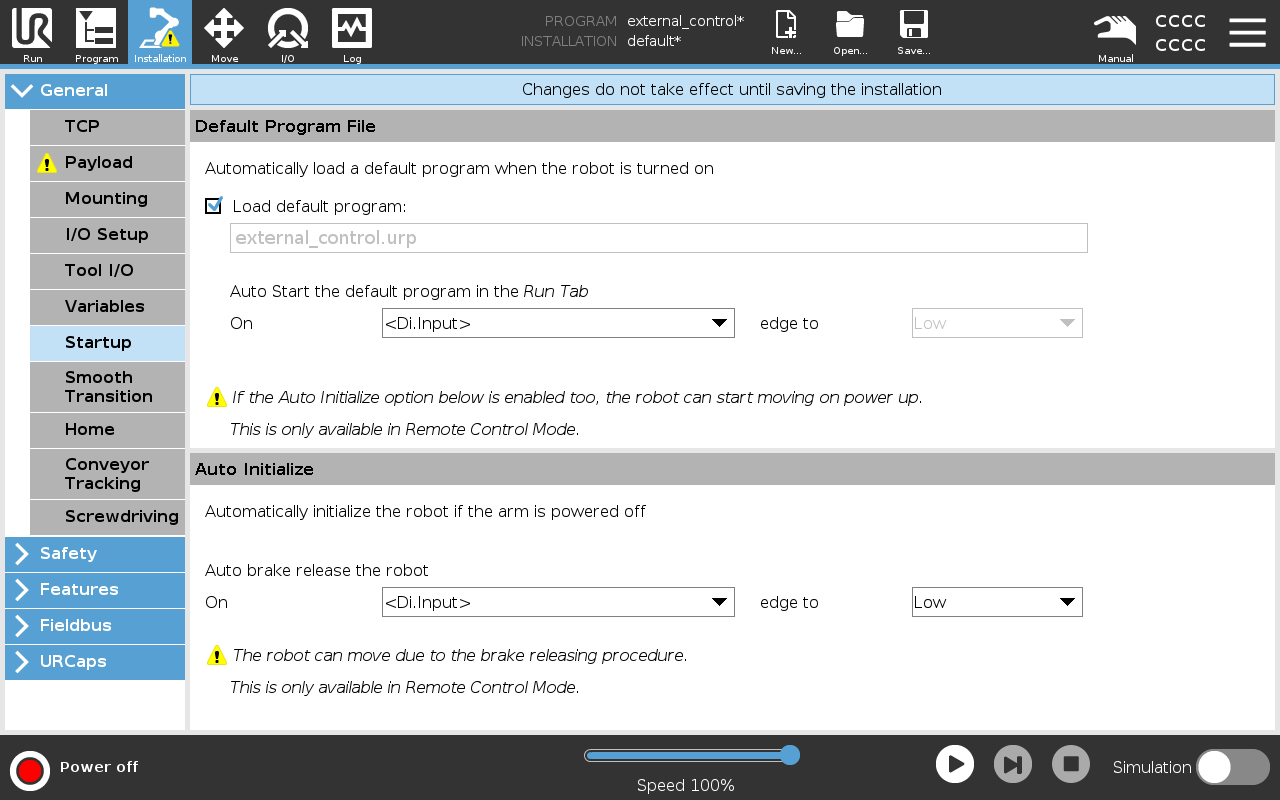 PROGRAM external_control*
INSTALLATION default*
Run Program Installation Move I/O Log New... Open... Save... Manual
CCCC
CCCC
General
TCP
Payload
Mounting
I/O Setup
Tool I/O
Variables
Startup
Smooth
Transition
Home
Conveyor
Tracking
Screwdriving
Safety
Features
Fieldbus
URCaps
Changes do not take effect until saving the installation
Default Program File
Automatically load a default program when the robot is turned on
Load default program:
external_control.urp
Auto Start the default program in the Run Tab
On <Di.Input> edge to Low
If the Auto Initialize option below is enabled too, the robot can start moving on power up.
This is only available in Remote Control Mode.
Auto Initialize
Automatically initialize the robot if the arm is powered off
Auto brake release the robot
On <Di.Input> edge to Low
The robot can move due to the brake releasing procedure.
This is only available in Remote Control Mode.
Power off
Speed 100%
Simulation